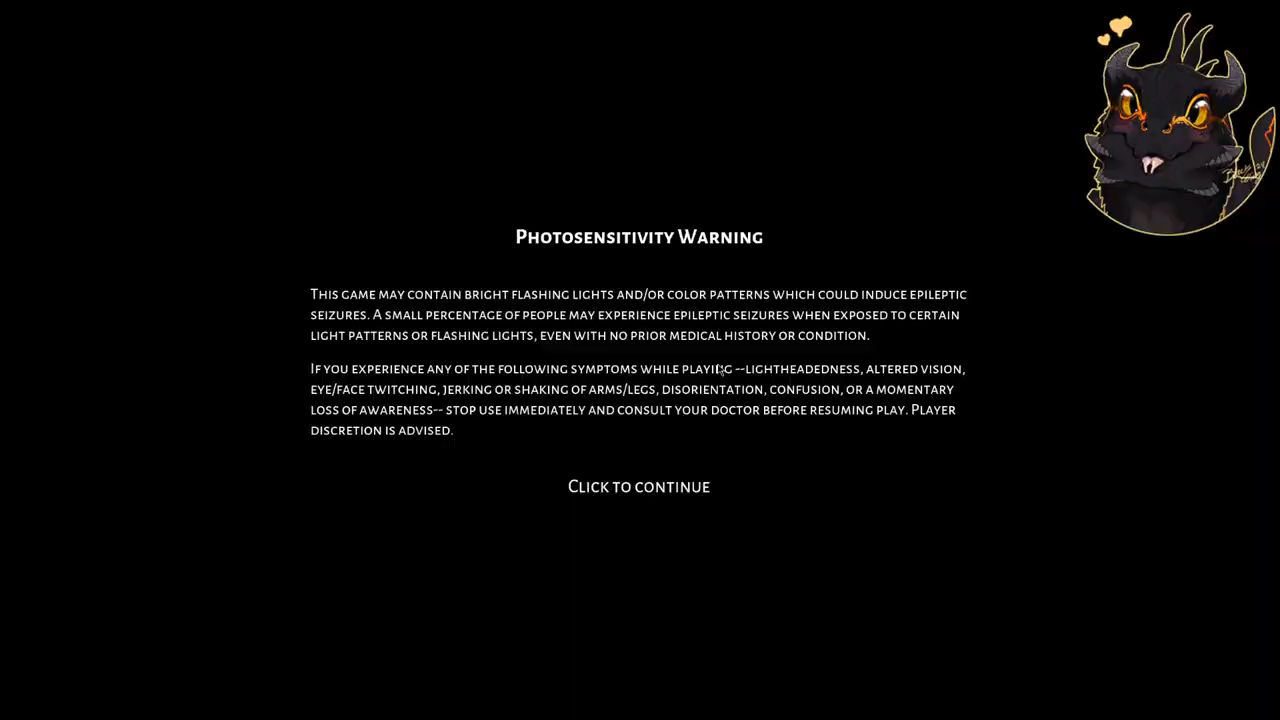 Photosensitivity Warning
This game may contain bright flashing lights and/or color patterns which could induce epileptic
seizures. A small percentage of people may experience epileptic seizures when exposed to certain
light patterns or flashing lights, even with no prior medical history or condition.
If you experience any of the following symptoms while playing --lightheadedness, altered vision,
eye/face twitching, jerking or shaking of arms/legs, disorientation, confusion, or a momentary
loss of awareness-- stop use immediately and consult your doctor before resuming play. Player
discretion is advised.
Click to continue